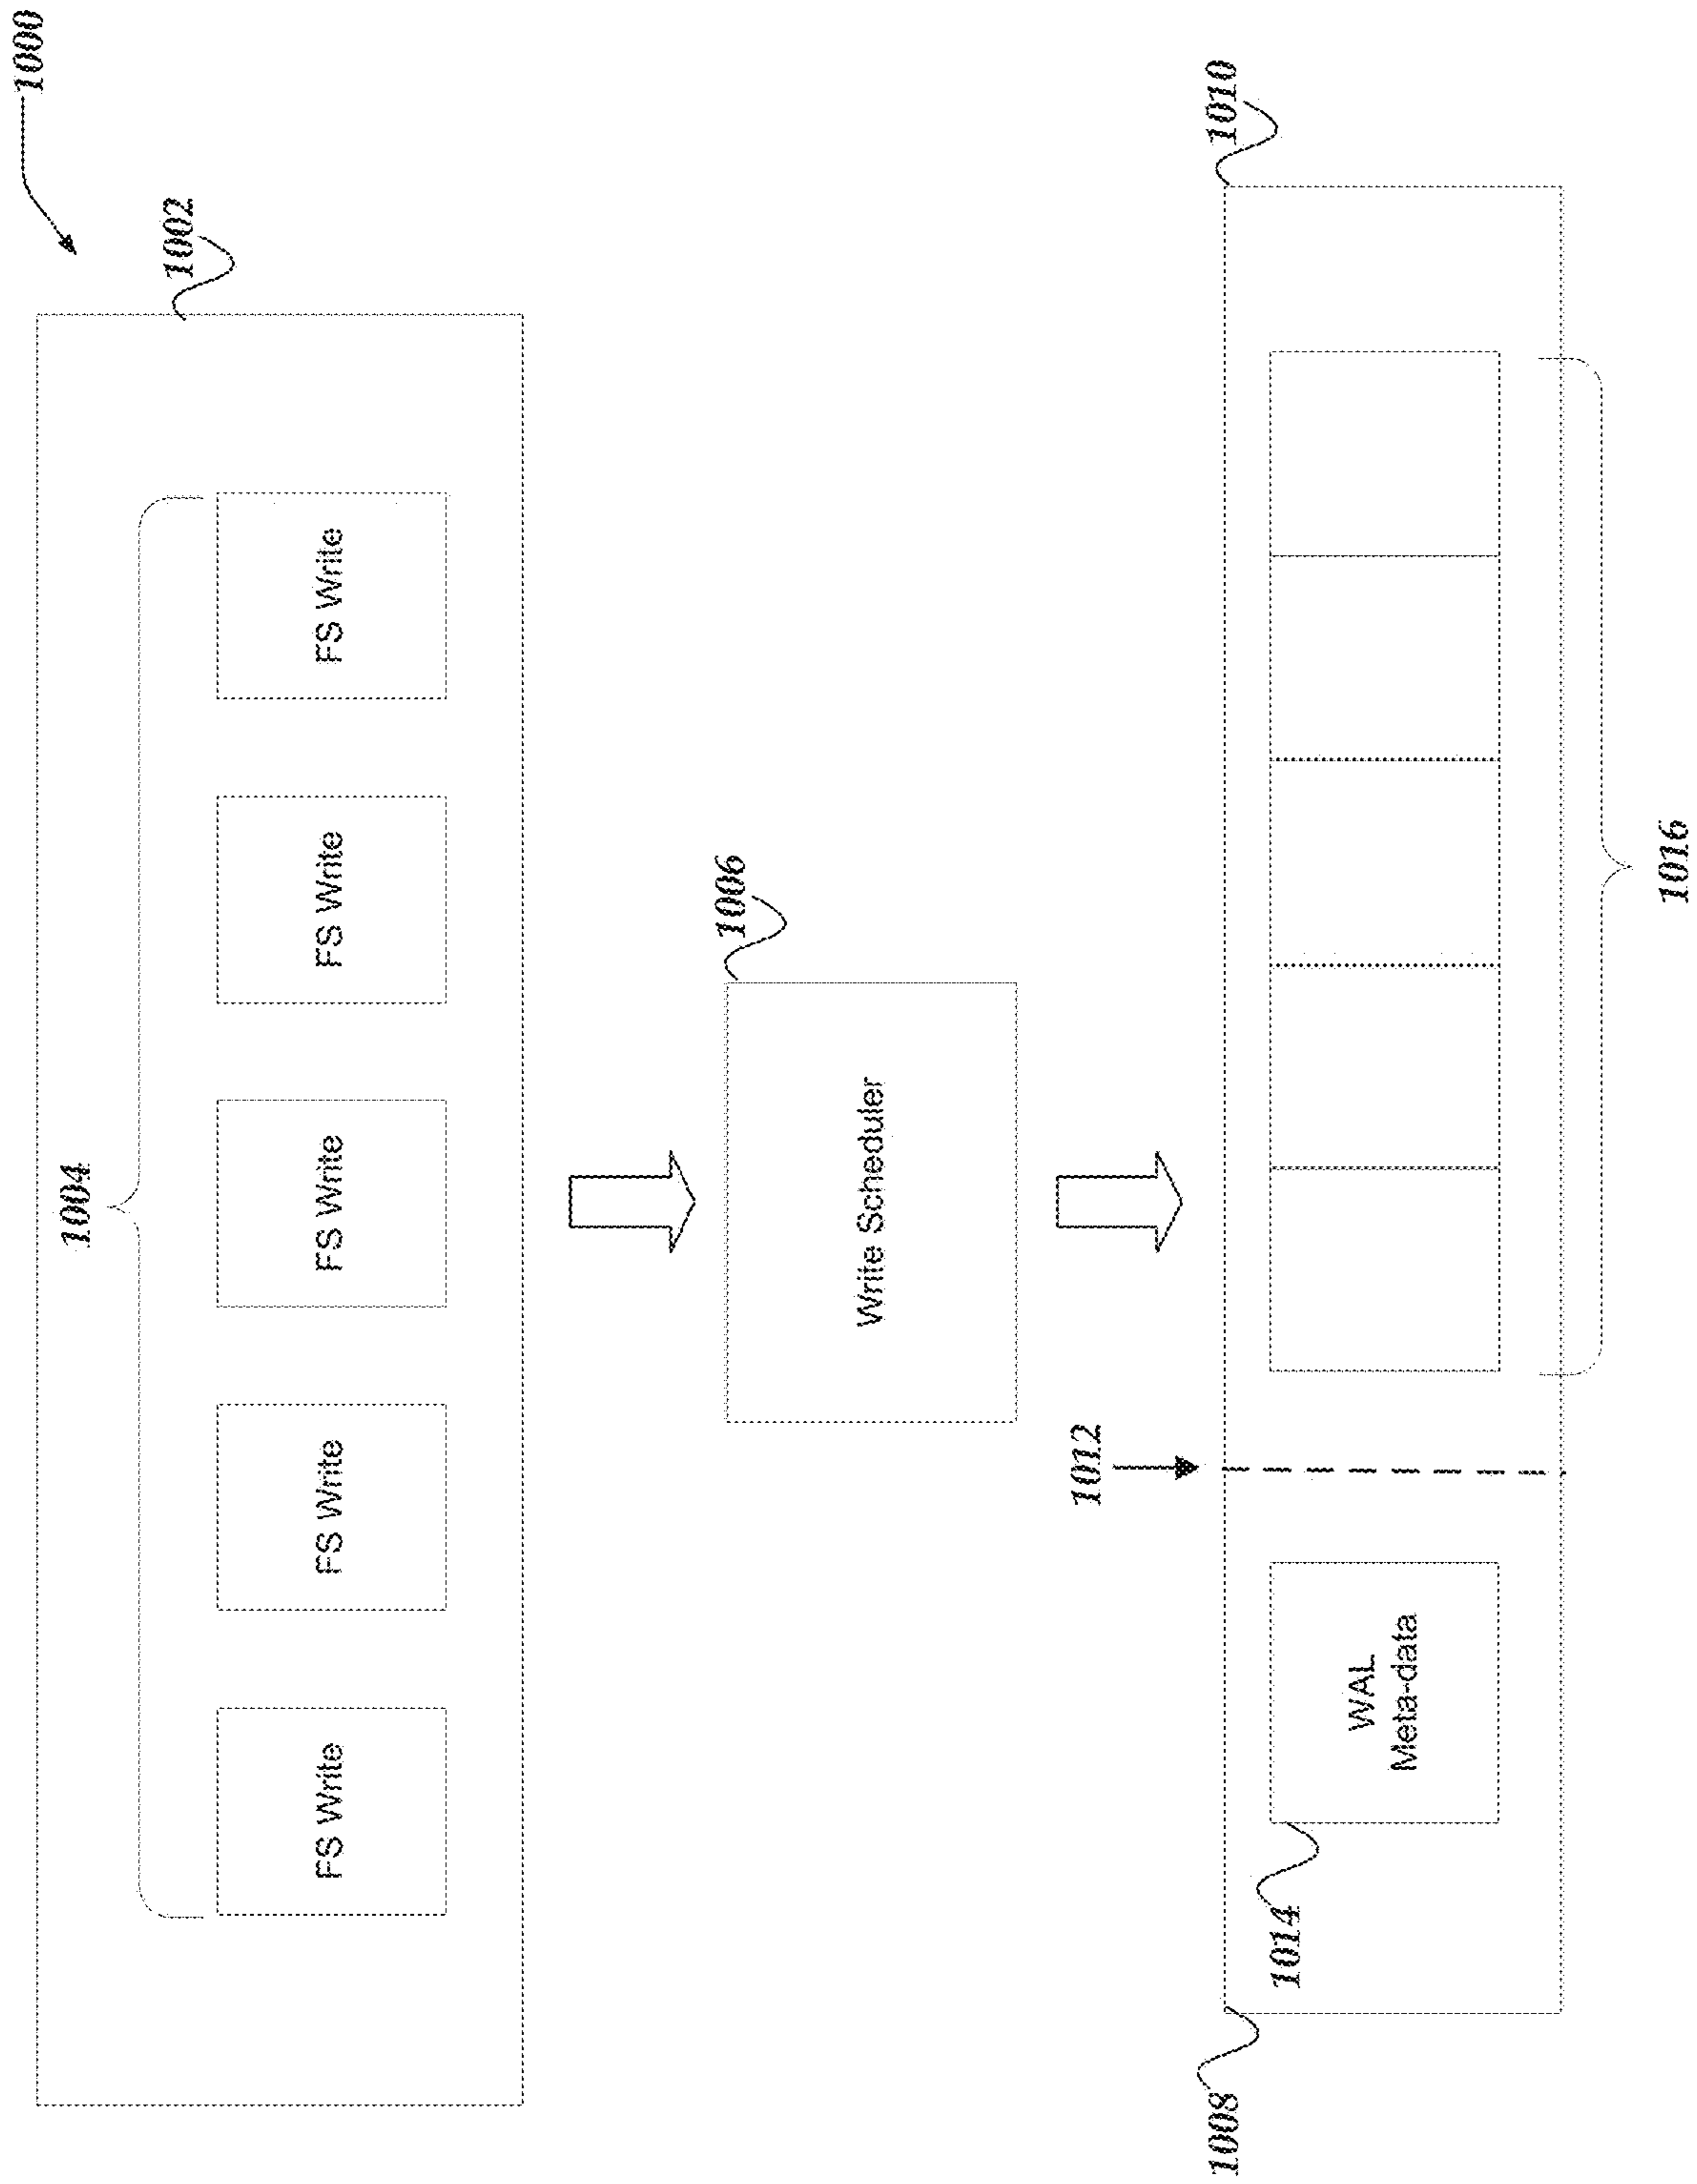 1000
1002
1004
FS Write
FS Write
FS Write
FS Write
FS Write
1006
Write Scheduler
1008
1010
1012
1014
WAL
Meta-data
1016